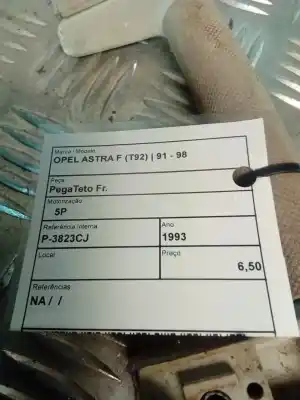 Marca / Modelo
OPEL ASTRA F (T92) | 91 - 98
Peça
PegaTeto Fr.
Motorização
5P
Referência Interna
P-3823CJ
Ano
1993
Local
Preço
6,50
Referências
NA / /